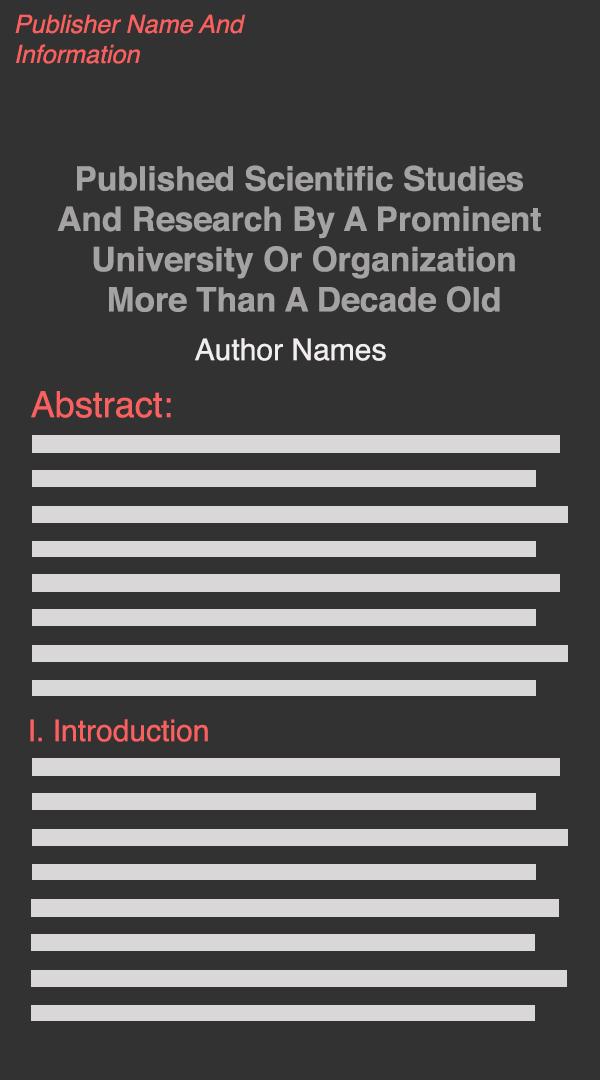 Publisher Name And
Information
Published Scientific Studies
And Research By A Prominent
University Or Organization
More Than A Decade Old
Author Names
Abstract:
I. Introduction